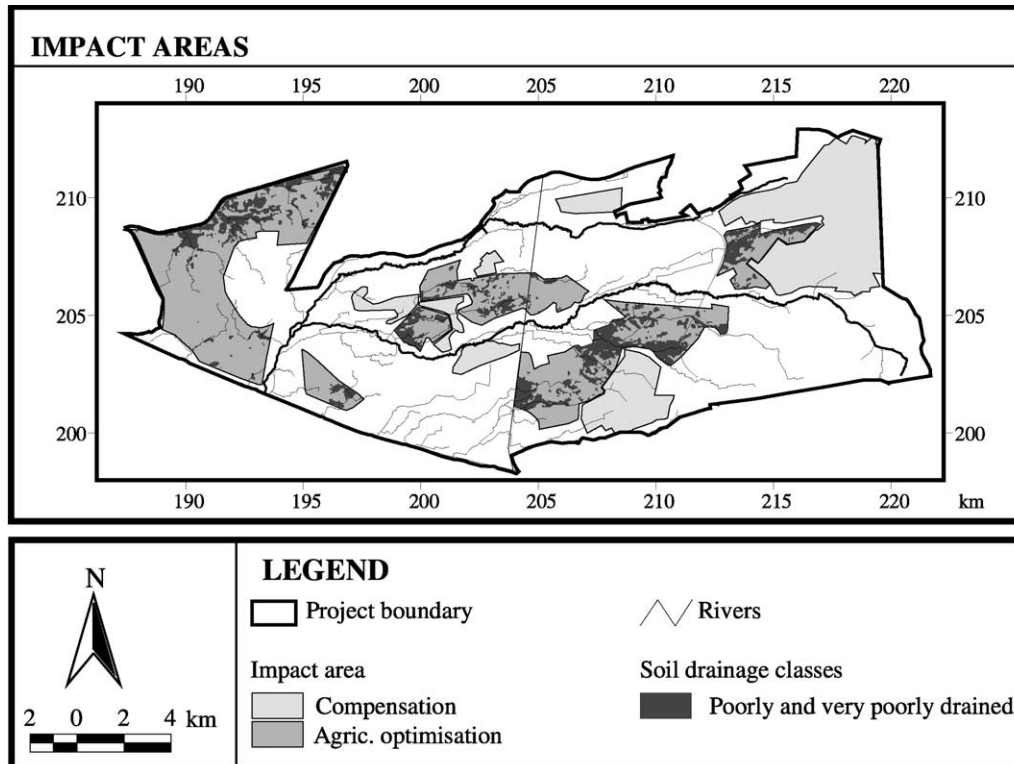 IMPACT AREAS
190 195 200 205 210 215 220
210 210
205 205
200 200
190 195 200 205 210 215 220 km
N
2 0 2 4 km
LEGEND
Project boundary
Rivers
Impact area
Compensation
Agric. optimisation
Soil drainage classes
Poorly and very poorly drained